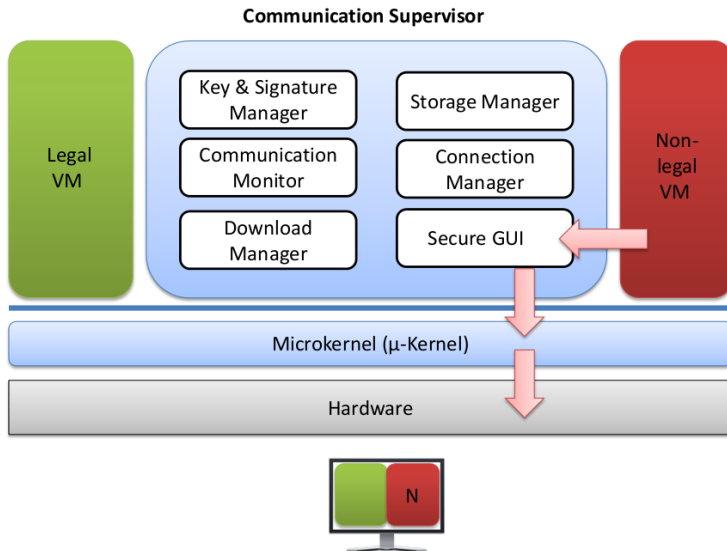 Communication Supervisor
Legal
VM
Key & Signature
Manager
Communication
Monitor
Download
Manager
Storage Manager
Connection
Manager
Secure GUI
Non-
legal
VM
Microkernel (μ-Kernel)
Hardware
N